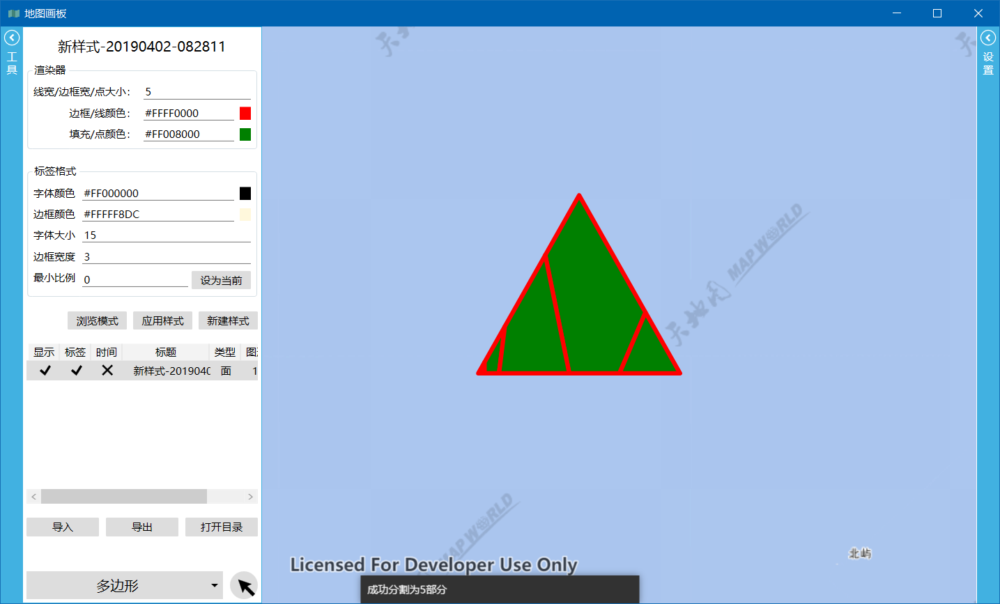 地图画板
工具
设置
新样式-20190402-082811
渲染器
线宽/边框宽/点大小： 5
边框/线颜色： #FFFF0000
填充/点颜色： #FF008000
标签格式
字体颜色 #FF000000
边框颜色 #FFFFF8DC
字体大小 15
边框宽度 3
最小比例 0 设为当前
浏览模式 应用样式 新建样式
显示 标签 时间 标题 类型 图
新样式-2019040 面 1
导入 导出 打开目录
多边形
天地
天
天地图 MAP WORLD
MAP WORLD
北屿
Licensed For Developer Use Only
成功分割为5部分